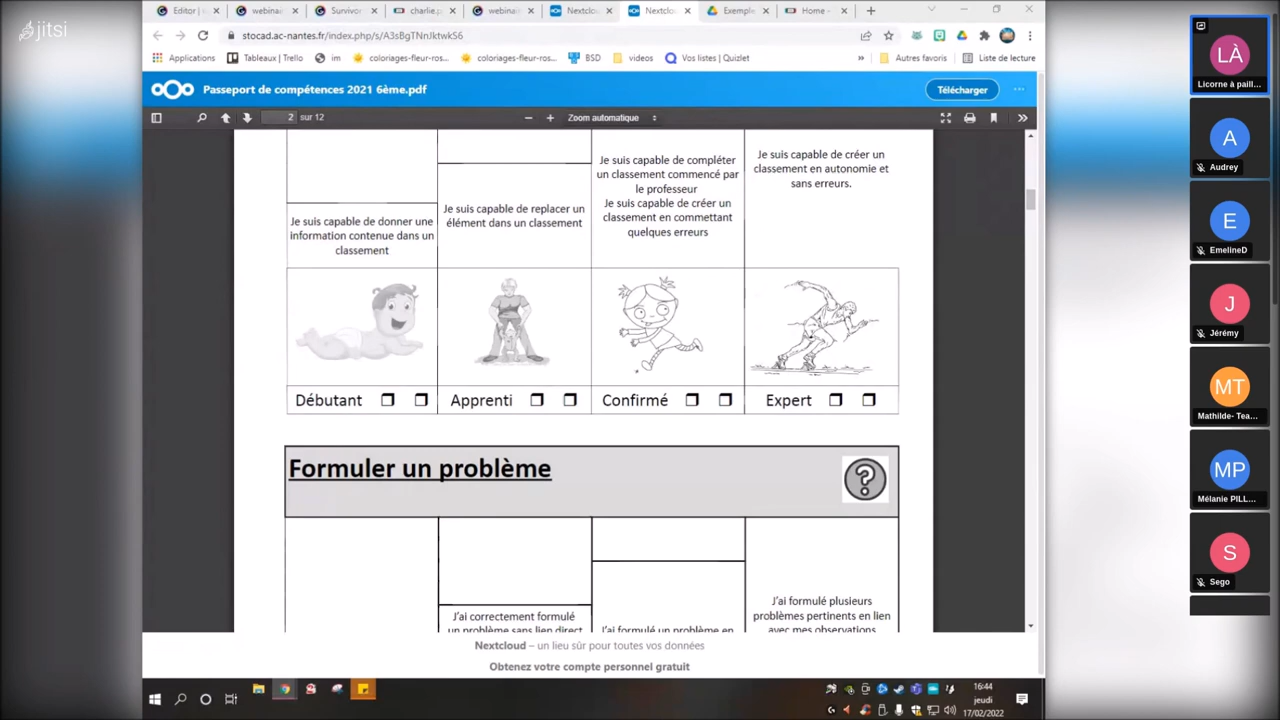 jitsi
Editor |
webinai
Survivor
charlie.p
webinai
Nextclou
Nextclou
Exemple
Home -
stocad.ac-nantes.fr/index.php/s/A3sBgTNnJktwkS6
Applications
Tableaux | Trello
im
coloriages-fleur-ros...
coloriages-fleur-ros...
BSD
videos
Vos listes | Quizlet
»
Autres favoris
Liste de lecture
Passeport de compétences 2021 6ème.pdf
Télécharger
2 sur 12
Zoom automatique
Je suis capable de donner une
information contenue dans un
classement
Je suis capable de replacer un
élément dans un classement
Je suis capable de compléter
un classement commencé par
le professeur
Je suis capable de créer un
classement en commettant
quelques erreurs
Je suis capable de créer un
classement en autonomie et
sans erreurs.
Débutant
Apprenti
Confirmé
Expert
Formuler un problème
?
J'ai correctement formulé
un problème sans lien direct
J'ai formulé un problème en
J'ai formulé plusieurs
problèmes pertinents en lien
avec mes observations
Nextcloud – un lieu sûr pour toutes vos données
Obtenez votre compte personnel gratuit
16:44
jeudi
17/02/2022
LÀ
Licorne à paill...
A
Audrey
E
EmelineD
J
Jérémy
MT
Mathilde- Tea...
MP
Mélanie PILL...
S
Sego